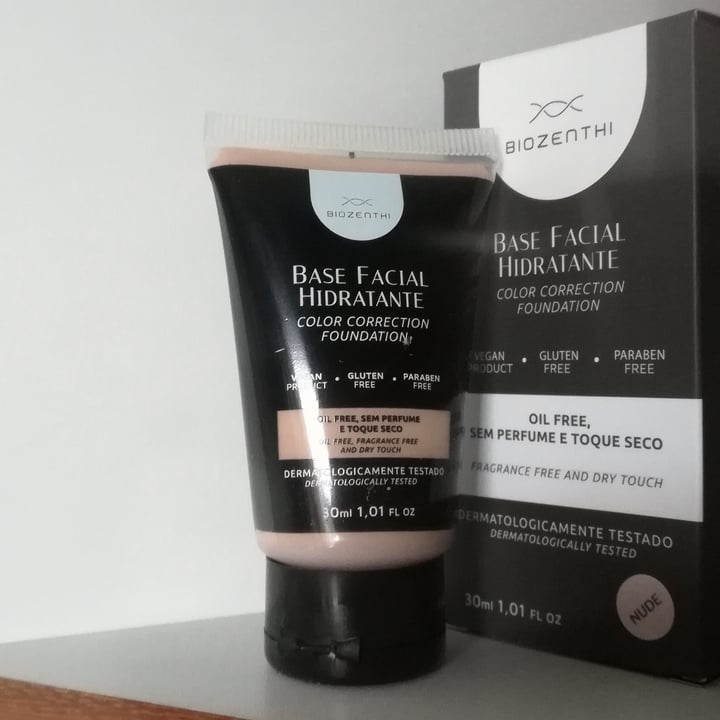 BIOZENTHI
BASE FACIAL
HIDRATANTE
COLOR CORRECTION
FOUNDATION
VEGAN PRODUCT • GLUTEN FREE • PARABEN FREE
OIL FREE, SEM PERFUME
E TOQUE SECO
OIL FREE, FRAGRANCE FREE
AND DRY TOUCH
DERMATOLOGICAMENTE TESTADO
DERMATOLOGICALLY TESTED
30ml 1,01 FL OZ
BIOZENTHI
BASE FACIAL
HIDRATANTE
COLOR CORRECTION
FOUNDATION
VEGAN PRODUCT • GLUTEN FREE • PARABEN FREE
OIL FREE,
SEM PERFUME E TOQUE SECO
FRAGRANCE FREE AND DRY TOUCH
DERMATOLOGICAMENTE TESTADO
DERMATOLOGICALLY TESTED
30ml 1,01 FL OZ
NUDE